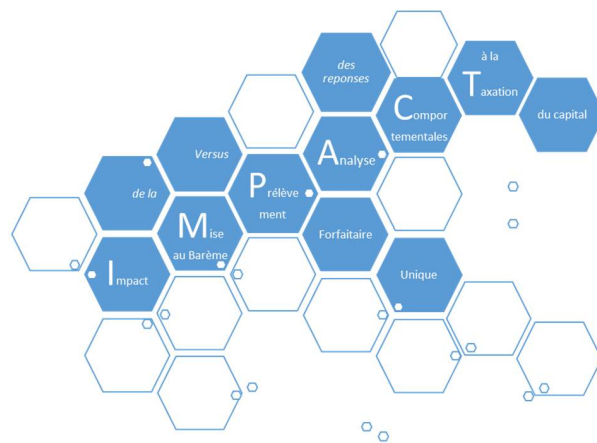 Impact
de la
Mise
au Barème
Versus
Prélève
ment
Forfaitaire
Unique
Analyse
des
reponses
Compor
tementales
à la
Taxation
du capital